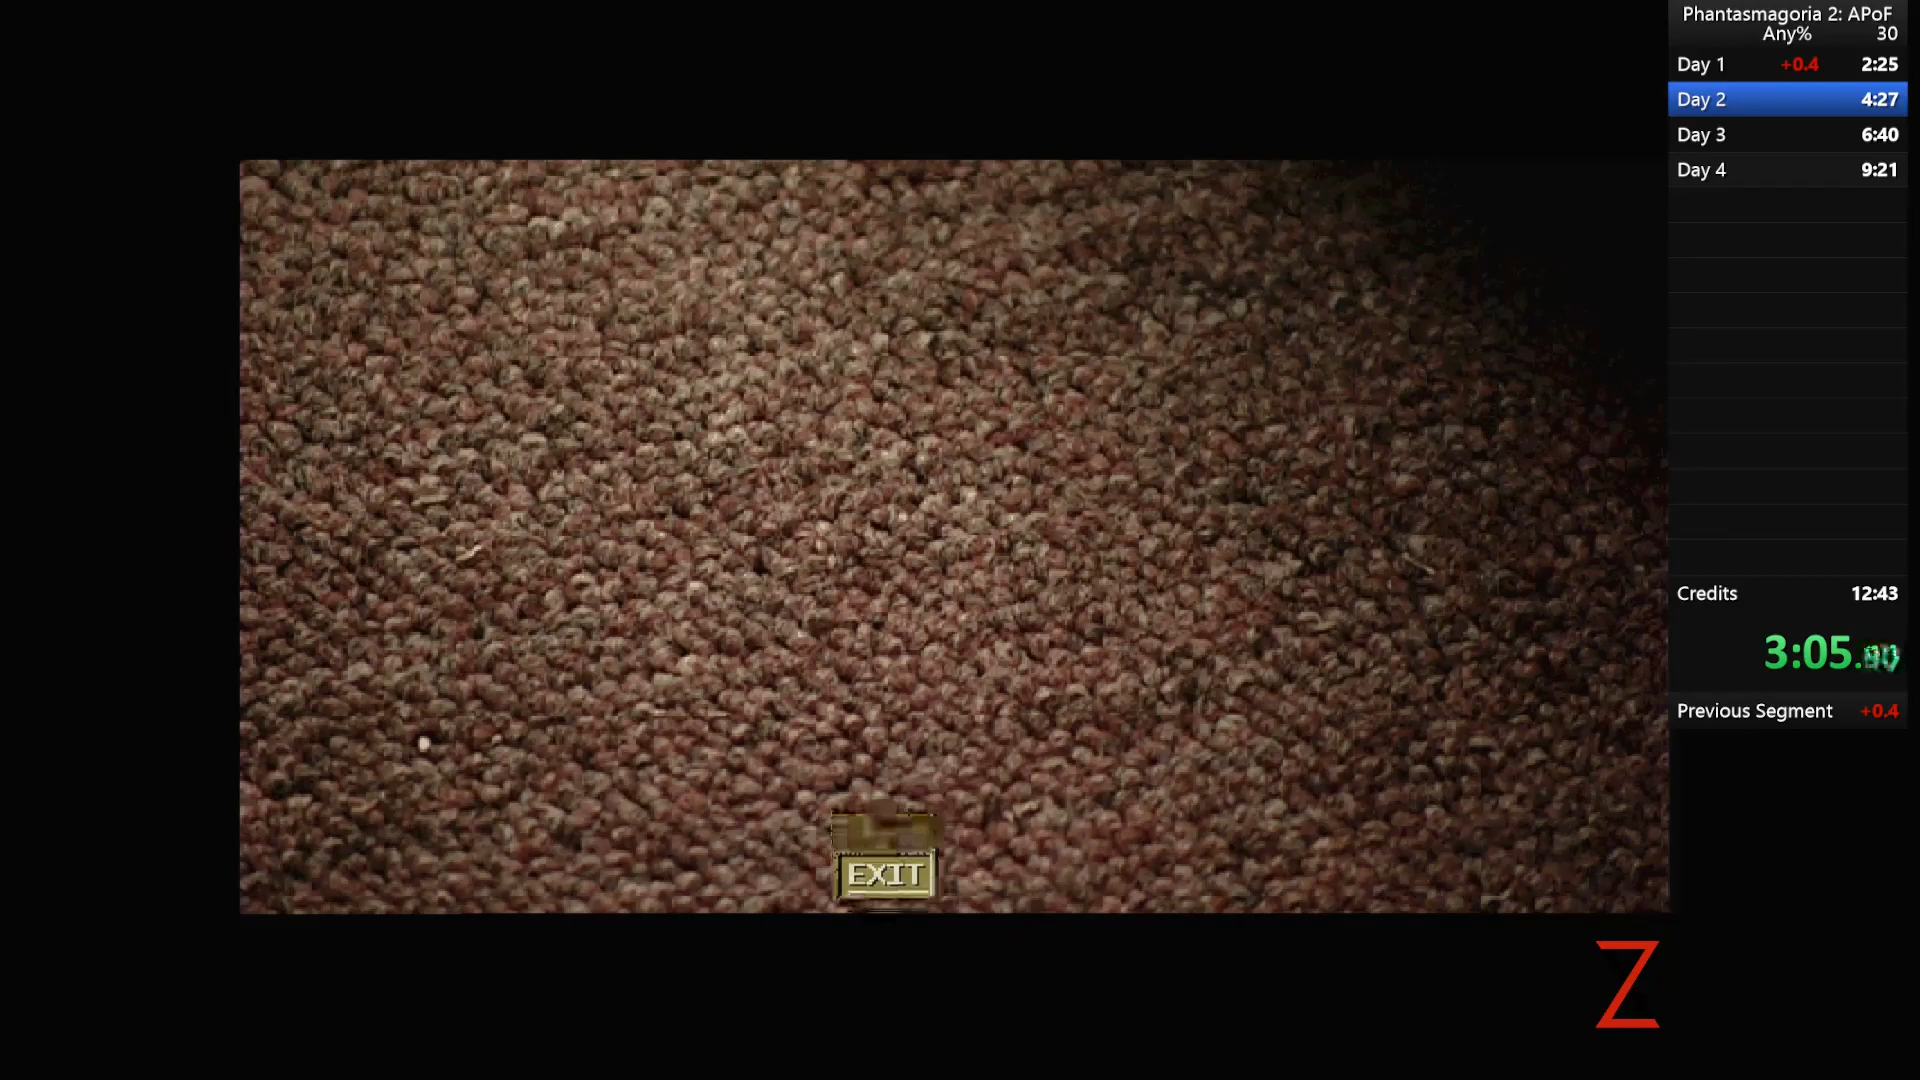 Phantasmagoria 2: APoF
Any% 30
Day 1 +0.4 2:25
Day 2 4:27
Day 3 6:40
Day 4 9:21
Credits 12:43
3:05.
Previous Segment +0.4
EXIT
Z